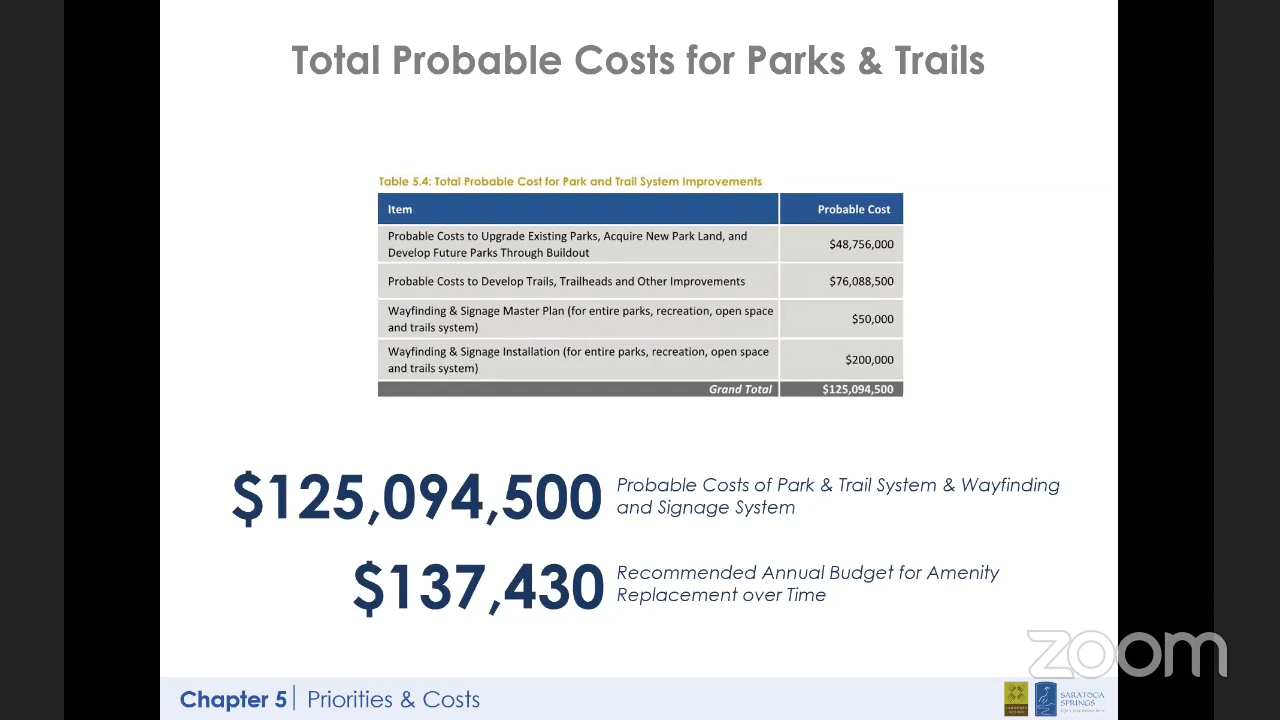 Total Probable Costs for Parks & Trails
Table 5.4: Total Probable Cost for Park and Trail System Improvements
Item Probable Cost
Probable Costs to Upgrade Existing Parks, Acquire New Park Land, and
Develop Future Parks Through Buildout
$48,756,000
Probable Costs to Develop Trails, Trailheads and Other Improvements $76,088,500
Wayfinding & Signage Master Plan (for entire parks, recreation, open space
and trails system)
$50,000
Wayfinding & Signage Installation (for entire parks, recreation, open space
and trails system)
$200,000
Grand Total $125,094,500
$125,094,500
Probable Costs of Park & Trail System & Wayfinding
and Signage System
$137,430
Recommended Annual Budget for Amenity
Replacement over Time
zoom
Chapter 5 | Priorities & Costs
SARATOGA
SPRINGS